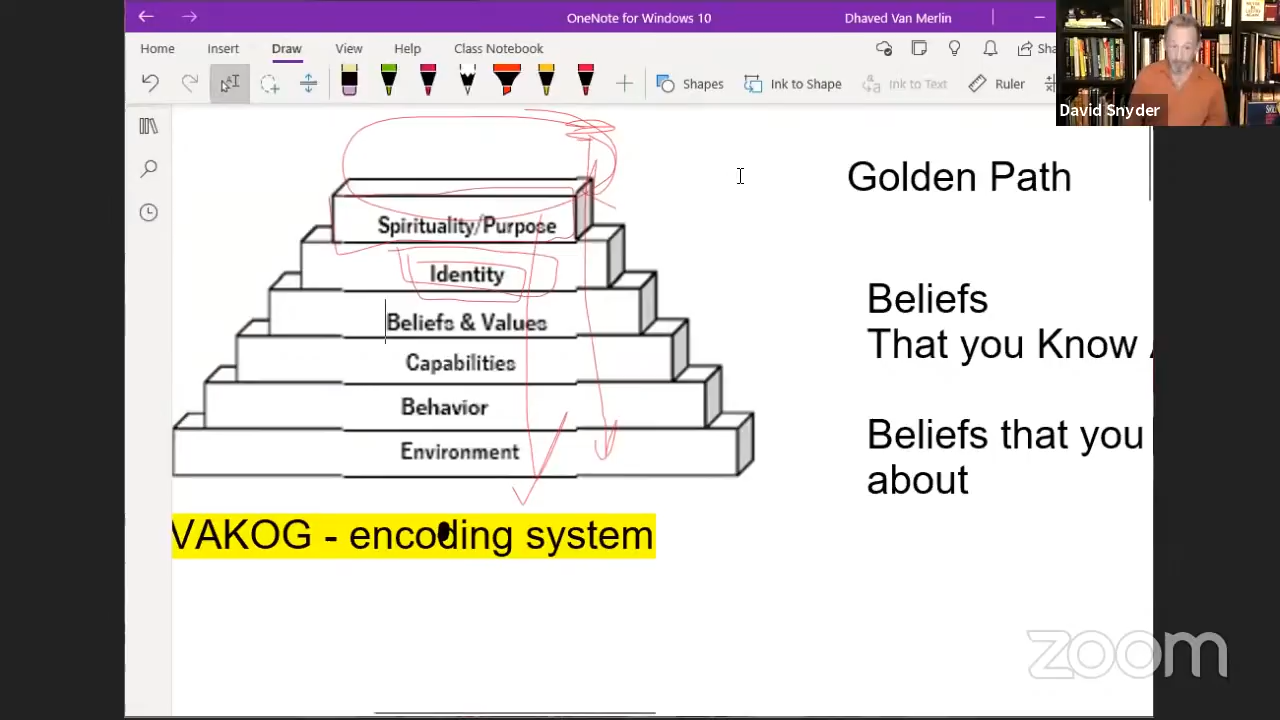 OneNote for Windows 10
Dhaved Van Merlin
Home Insert Draw View Help Class Notebook
Shapes Ink to Shape Ink to Text Ruler
David Snyder
Golden Path
Spirituality/Purpose
Identity
Beliefs & Values
Capabilities
Behavior
Environment
Beliefs
That you Know
Beliefs that you
about
VAKOG - encoding system
zoom